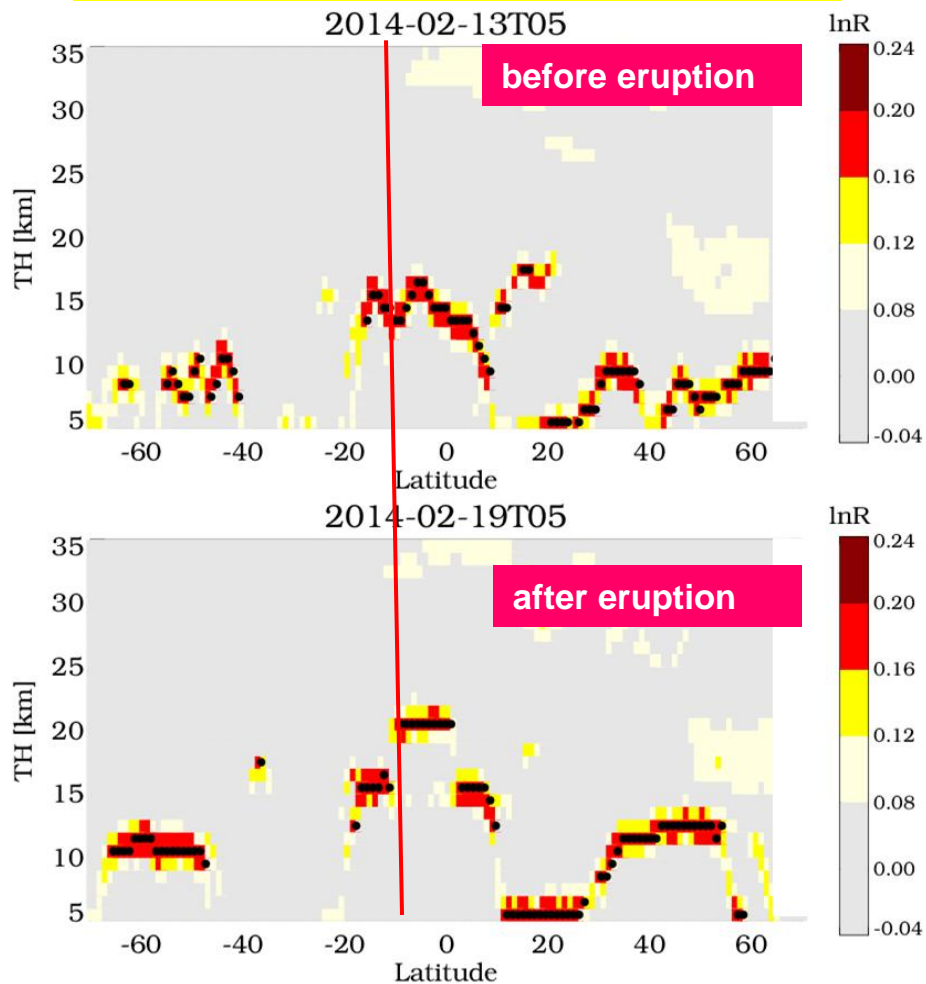 2014-02-13T05
lnR
before eruption
35
30
25
20
15
10
5
TH [km]
0.24
0.20
0.16
0.12
0.08
0.00
-0.04
-60 -40 -20 0 20 40 60
Latitude
2014-02-19T05
lnR
after eruption
35
30
25
20
15
10
5
TH [km]
0.24
0.20
0.16
0.12
0.08
0.00
-0.04
-60 -40 -20 0 20 40 60
Latitude